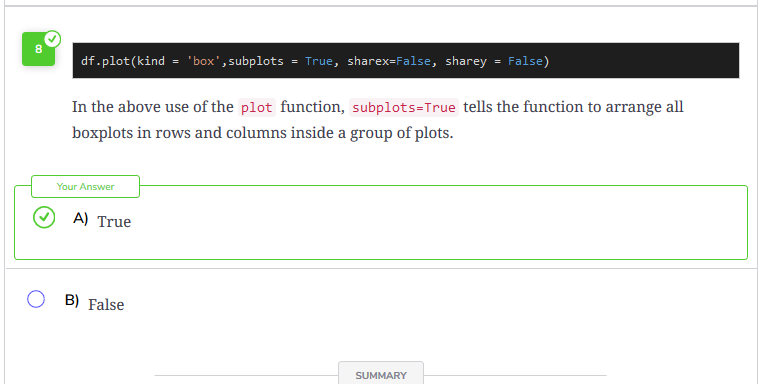 8
df.plot(kind = 'box',subplots = True, sharex=False, sharey = False)
In the above use of the plot function, subplots=True tells the function to arrange all
boxplots in rows and columns inside a group of plots.
Your Answer
A) True
B) False
SUMMARY